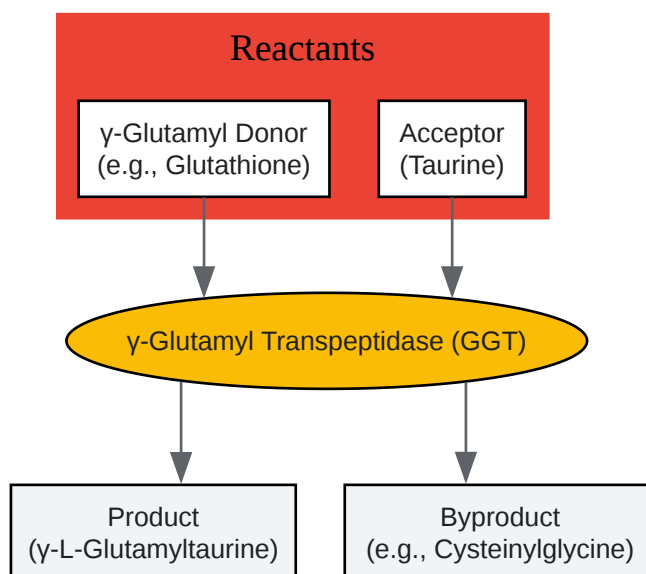 Reactants
γ-Glutamyl Donor
(e.g., Glutathione)
Acceptor
(Taurine)
γ-Glutamyl Transpeptidase (GGT)
Product
(γ-L-Glutamyltaurine)
Byproduct
(e.g., Cysteinylglycine)